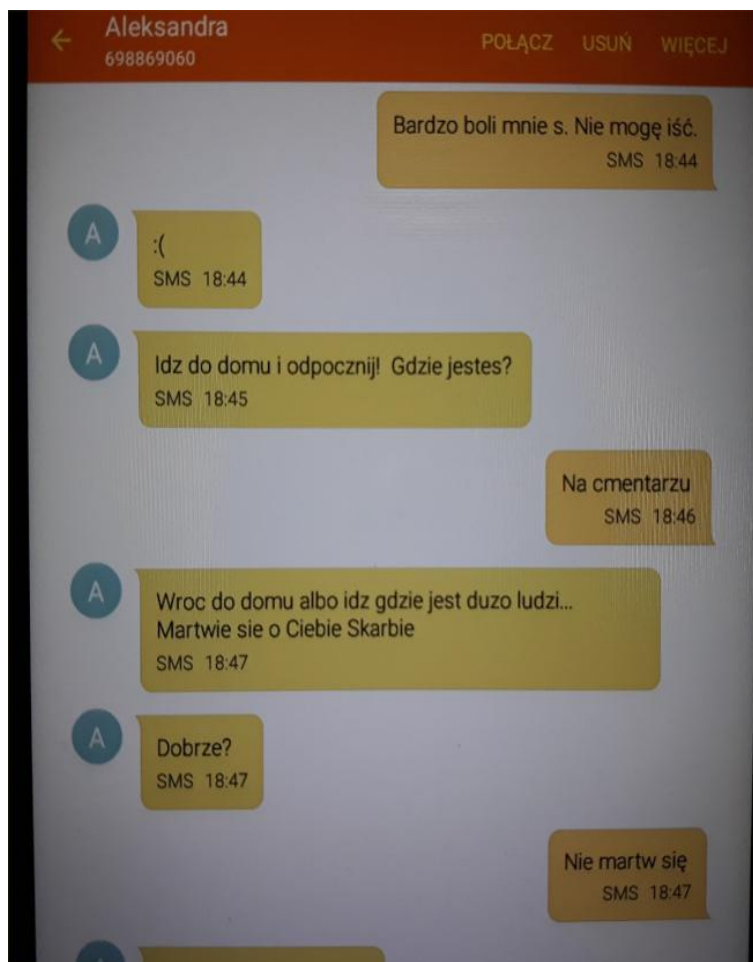 Aleksandra
698869060
POŁĄCZ USUŃ WIĘCEJ
Bardzo boli mnie s. Nie mogę iść.
SMS 18:44
A
:(
SMS 18:44
A
Idz do domu i odpocznij! Gdzie jestes?
SMS 18:45
Na cmentarzu
SMS 18:46
A
Wroc do domu albo idz gdzie jest duzo ludzi...
Martwie sie o Ciebie Skarbie
SMS 18:47
A
Dobrze?
SMS 18:47
Nie martw się
SMS 18:47